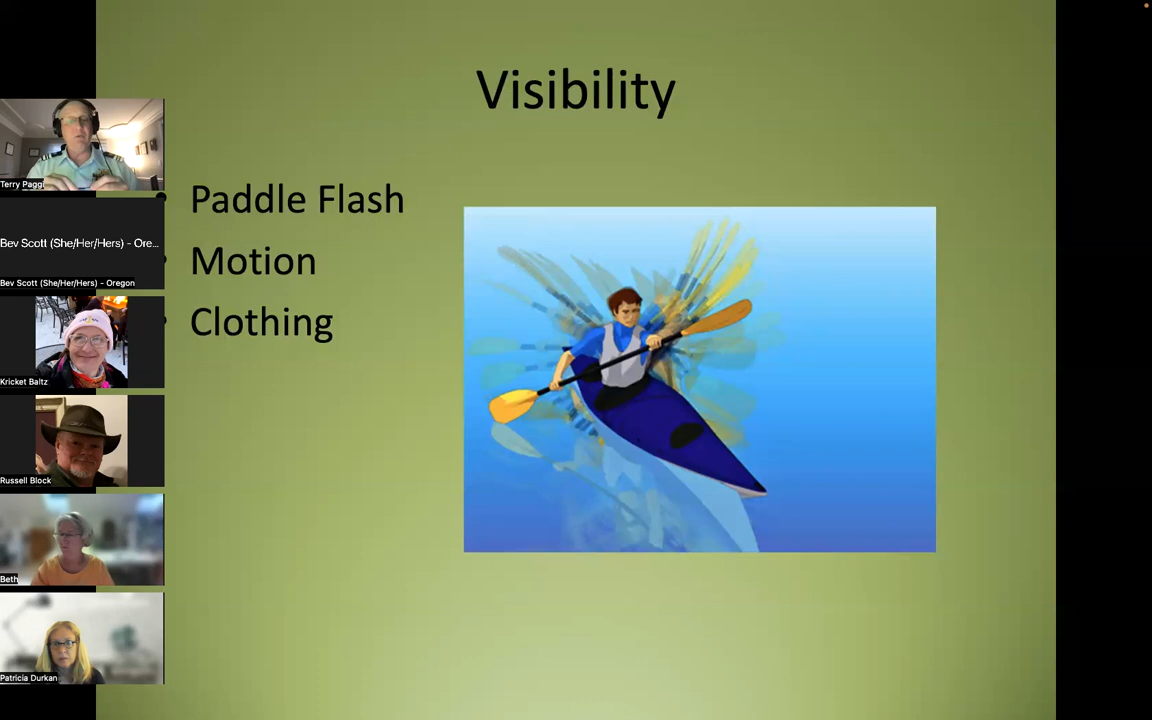 Visibility
Terry Paggi
Bev Scott (She/Her/Hers) - Ore...
Bev Scott (She/Her/Hers) - Oregon
Kricket Baltz
Russell Block
Beth
Patricia Durkan
• Paddle Flash
• Motion
• Clothing